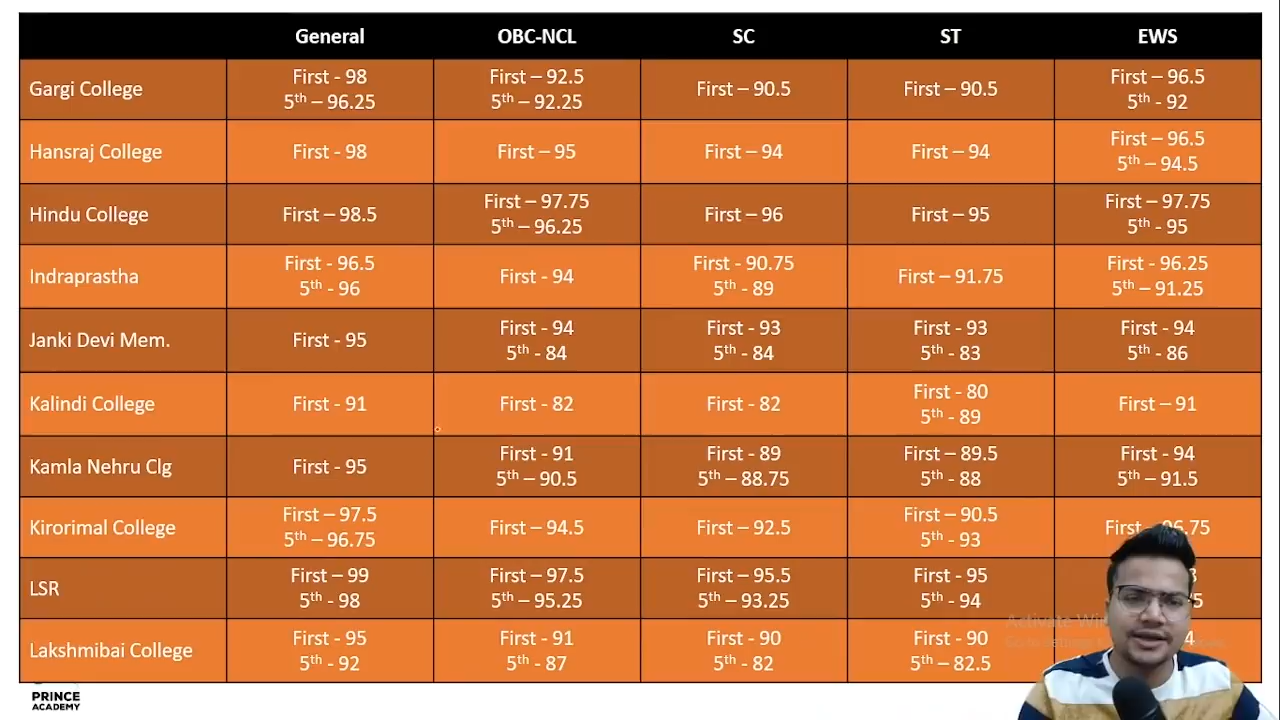 General OBC-NCL SC ST EWS
Gargi College First - 98 First – 92.5 First – 90.5 First – 90.5 First – 96.5
5th – 96.25 5th – 92.25 5th - 92
Hansraj College First - 98 First – 95 First – 94 First – 94 First – 96.5
5th – 94.5
Hindu College First – 98.5 First – 97.75 First – 96 First – 95 First – 97.75
5th – 96.25 5th - 95
Indraprastha First - 96.5 First - 94 First - 90.75 First – 91.75 First - 96.25
5th - 96 5th - 89 5th – 91.25
Janki Devi Mem. First - 95 First - 94 First - 93 First - 93 First - 94
5th - 84 5th - 84 5th - 83 5th - 86
Kalindi College First - 91 First - 82 First - 82 First - 80 First – 91
5th - 89
Kamla Nehru Clg First - 95 First - 91 First - 89 First – 89.5 First - 94
5th – 90.5 5th – 88.75 5th - 88 5th – 91.5
Kirorimal College First – 97.5 First – 94.5 First – 92.5 First – 90.5 First
5th – 96.75 5th - 93
LSR First – 99 First – 97.5 First – 95.5 First - 95
5th - 98 5th – 95.25 5th – 93.25 5th - 94
Activate
Lakshmibai College First - 95 First - 91 First - 90 First - 90
5th - 92 5th - 87 5th - 82 5th – 82.5
PRINCE
ACADEMY